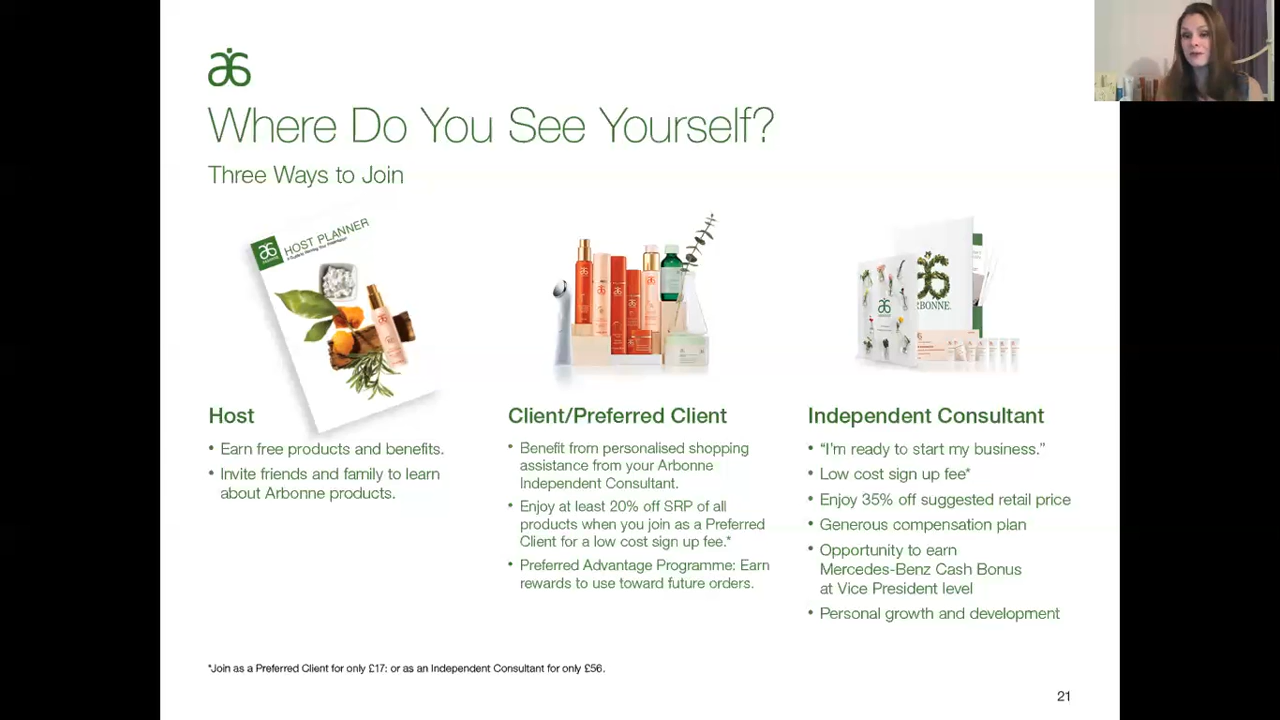 Where Do You See Yourself?
Three Ways to Join
HOST PLANNER
ARBONNE.
Host
• Earn free products and benefits.
• Invite friends and family to learn
about Arbonne products.
Client/Preferred Client
• Benefit from personalised shopping
assistance from your Arbonne
Independent Consultant.
• Enjoy at least 20% off SRP of all
products when you join as a Preferred
Client for a low cost sign up fee.*
• Preferred Advantage Programme: Earn
rewards to use toward future orders.
Independent Consultant
• “I'm ready to start my business.”
• Low cost sign up fee*
• Enjoy 35% off suggested retail price
• Generous compensation plan
• Opportunity to earn
Mercedes-Benz Cash Bonus
at Vice President level
• Personal growth and development
*Join as a Preferred Client for only £17: or as an Independent Consultant for only £56.
21